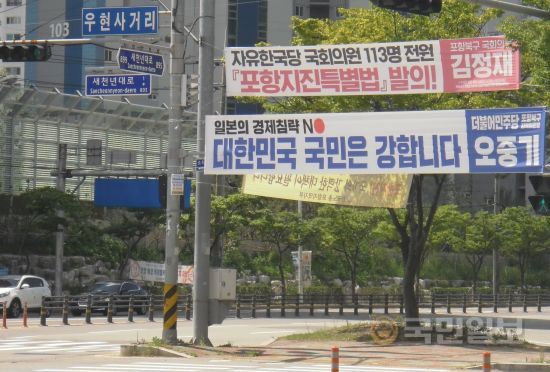 103 우현사거리
895 새천년대로 895
Saecheonnyeon-daero
새천년대로
Saecheonnyeon-daero
자유한국당 국회의원 113명 전원
『포항지진특별법』 발의!
포항북구 국회의원
김정재
일본의 경제침략 NO
대한민국 국민은 강합니다
더불어민주당 포항북구
오중기
국민일보